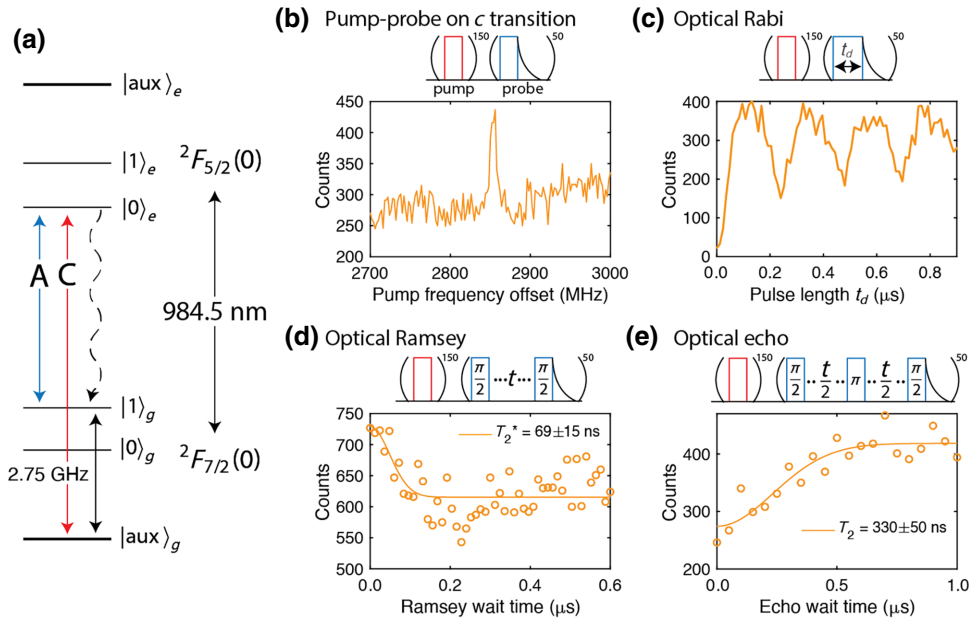 (a)
|aux⟩e
|1⟩e
²F5/2(0)
|0⟩e
A C
984.5 nm
|1⟩g
|0⟩g
²F7/2(0)
2.75 GHz
|aux⟩g
(b) Pump-probe on c transition
150
50
pump probe
450
400
350
300
250
200
Counts
2700 2800 2900 3000
Pump frequency offset (MHz)
(c) Optical Rabi
150
td
50
400
300
200
100
0
Counts
0.0 0.2 0.4 0.6 0.8
Pulse length td (μs)
(d) Optical Ramsey
150
π/2 ···t··· π/2
50
750
700
650
600
550
500
Counts
T2* = 69±15 ns
0.0 0.2 0.4 0.6
Ramsey wait time (μs)
(e) Optical echo
150
π/2 ·· t/2 ·· π ·· t/2 ·· π/2
50
400
300
200
Counts
T2 = 330±50 ns
0.0 0.5 1.0
Echo wait time (μs)